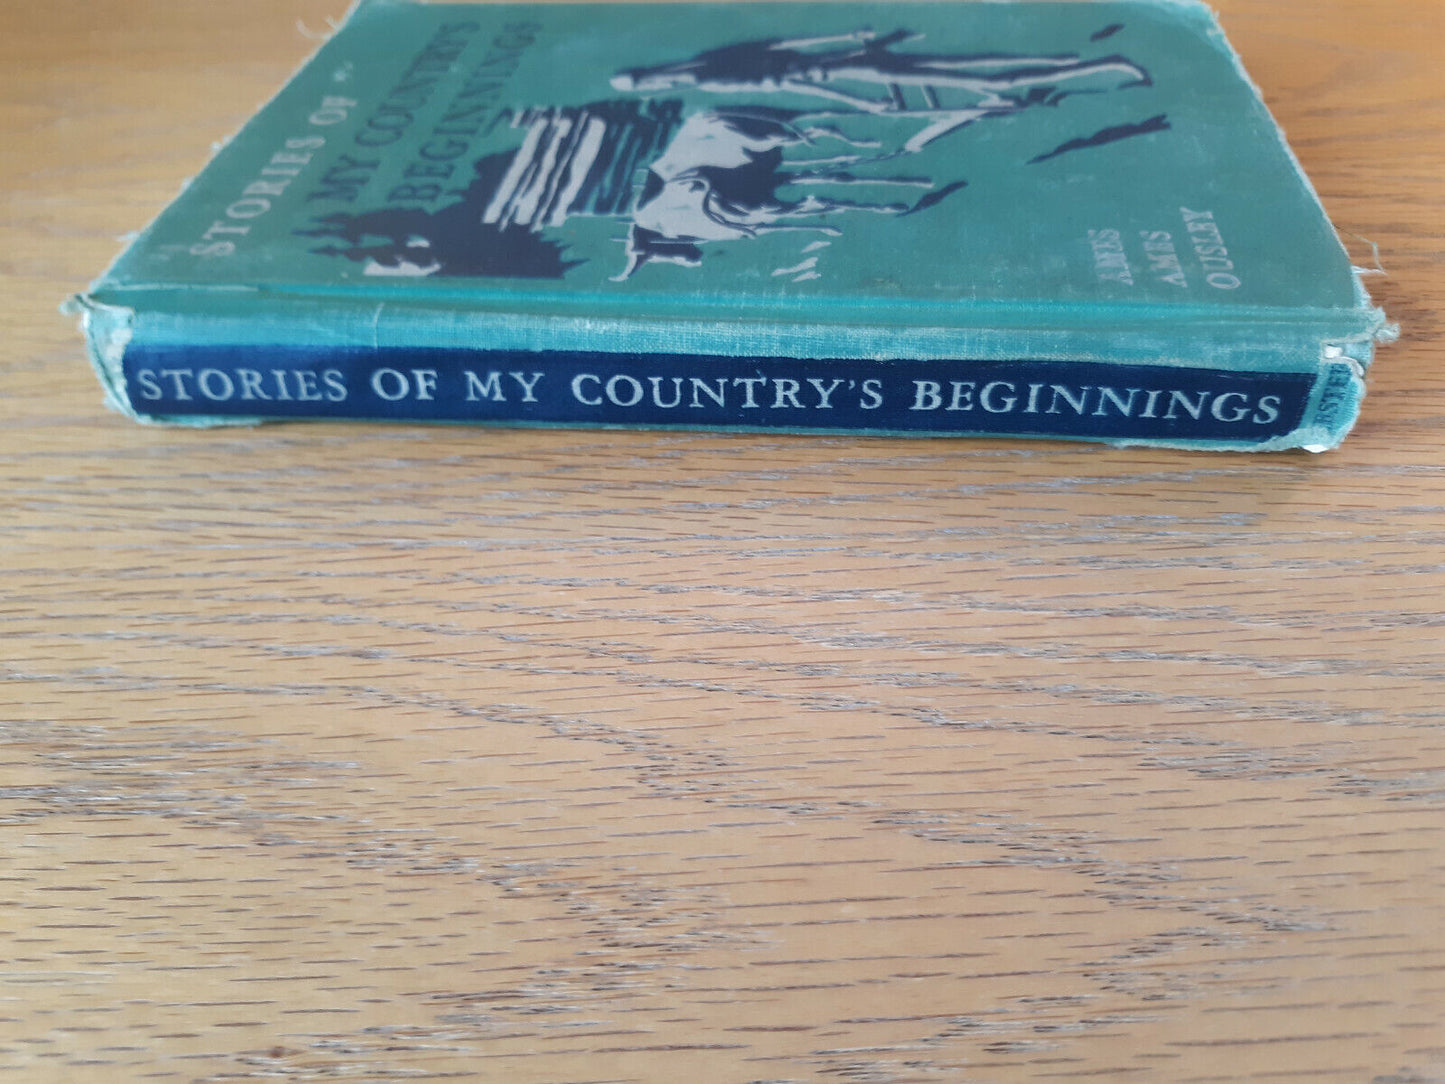 STORIES OF
MY COUNTRY'S
BEGINNINGS
AMES
AMES
OUSLEY
STORIES OF MY COUNTRY'S BEGINNINGS